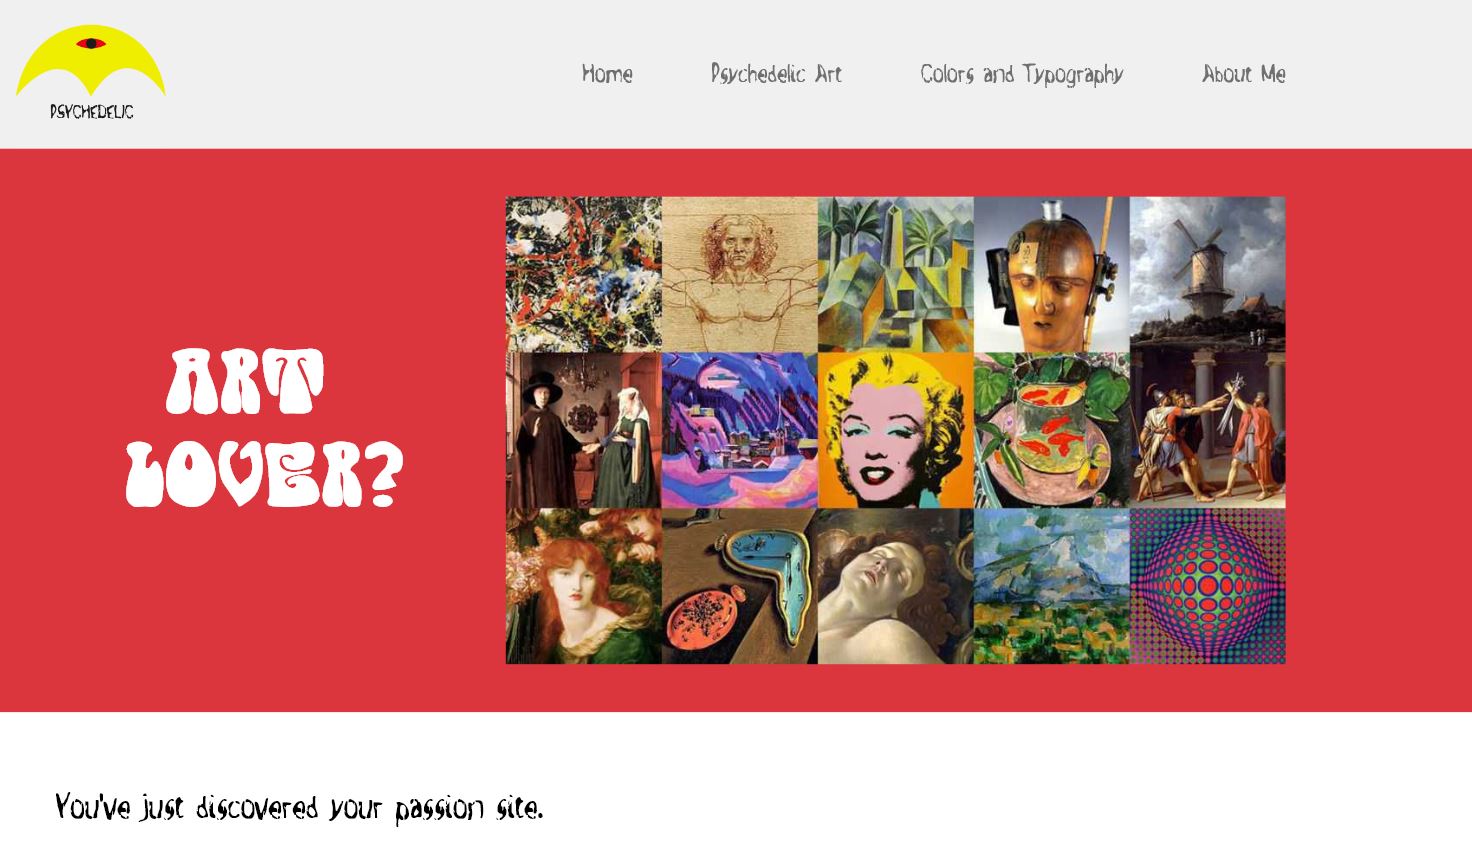 PSYCHEDELIC
Home Psychedelic Art Colors and Typography About Me
ART
LOVER?
You've just discovered your passion site.